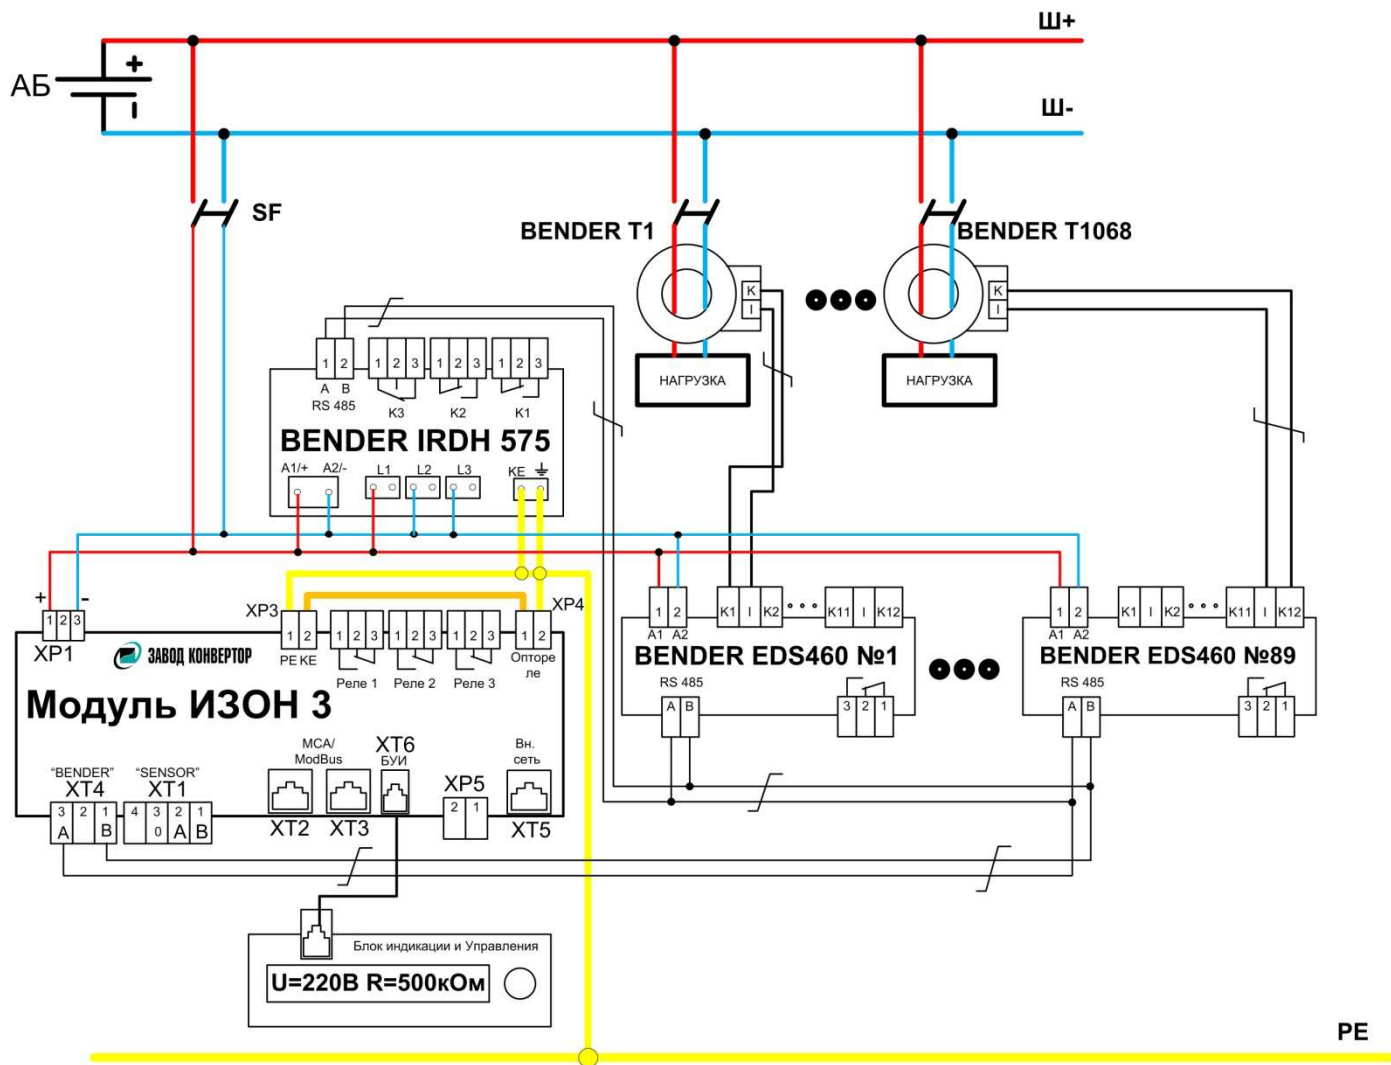 Ш+
АБ
+
–
Ш-
SF
BENDER T1
BENDER T1068
K
I
K
I
НАГРУЗКА
НАГРУЗКА
1 2
1 2 3
1 2 3
1 2 3
A B
RS 485
K3
K2
K1
BENDER IRDH 575
A1/+ A2/-
L1
L2
L3
KE
+
-
1 2 3
XP1
XP3
1 2
1 2 3
1 2 3
1 2 3
1 2
XP4
PE KE
Реле 1
Реле 2
Реле 3
Опторе
ле
ЗАВОД КОНВЕРТОР
Модуль ИЗОН 3
1 2
K1 I K2
K11 I K12
A1 A2
BENDER EDS460 №1
RS 485
A B
3 2 1
1 2
K1 I K2
K11 I K12
A1 A2
BENDER EDS460 №89
RS 485
A B
3 2 1
"BENDER"
XT4
"SENSOR"
XT1
МСА/
ModBus
XT6
БУИ
XP5
Вн.
сеть
3 2 1
A B
4 3 2 1
0 A B
2 1
XT2
XT3
XT5
Блок индикации и Управления
U=220В R=500кОм
PE